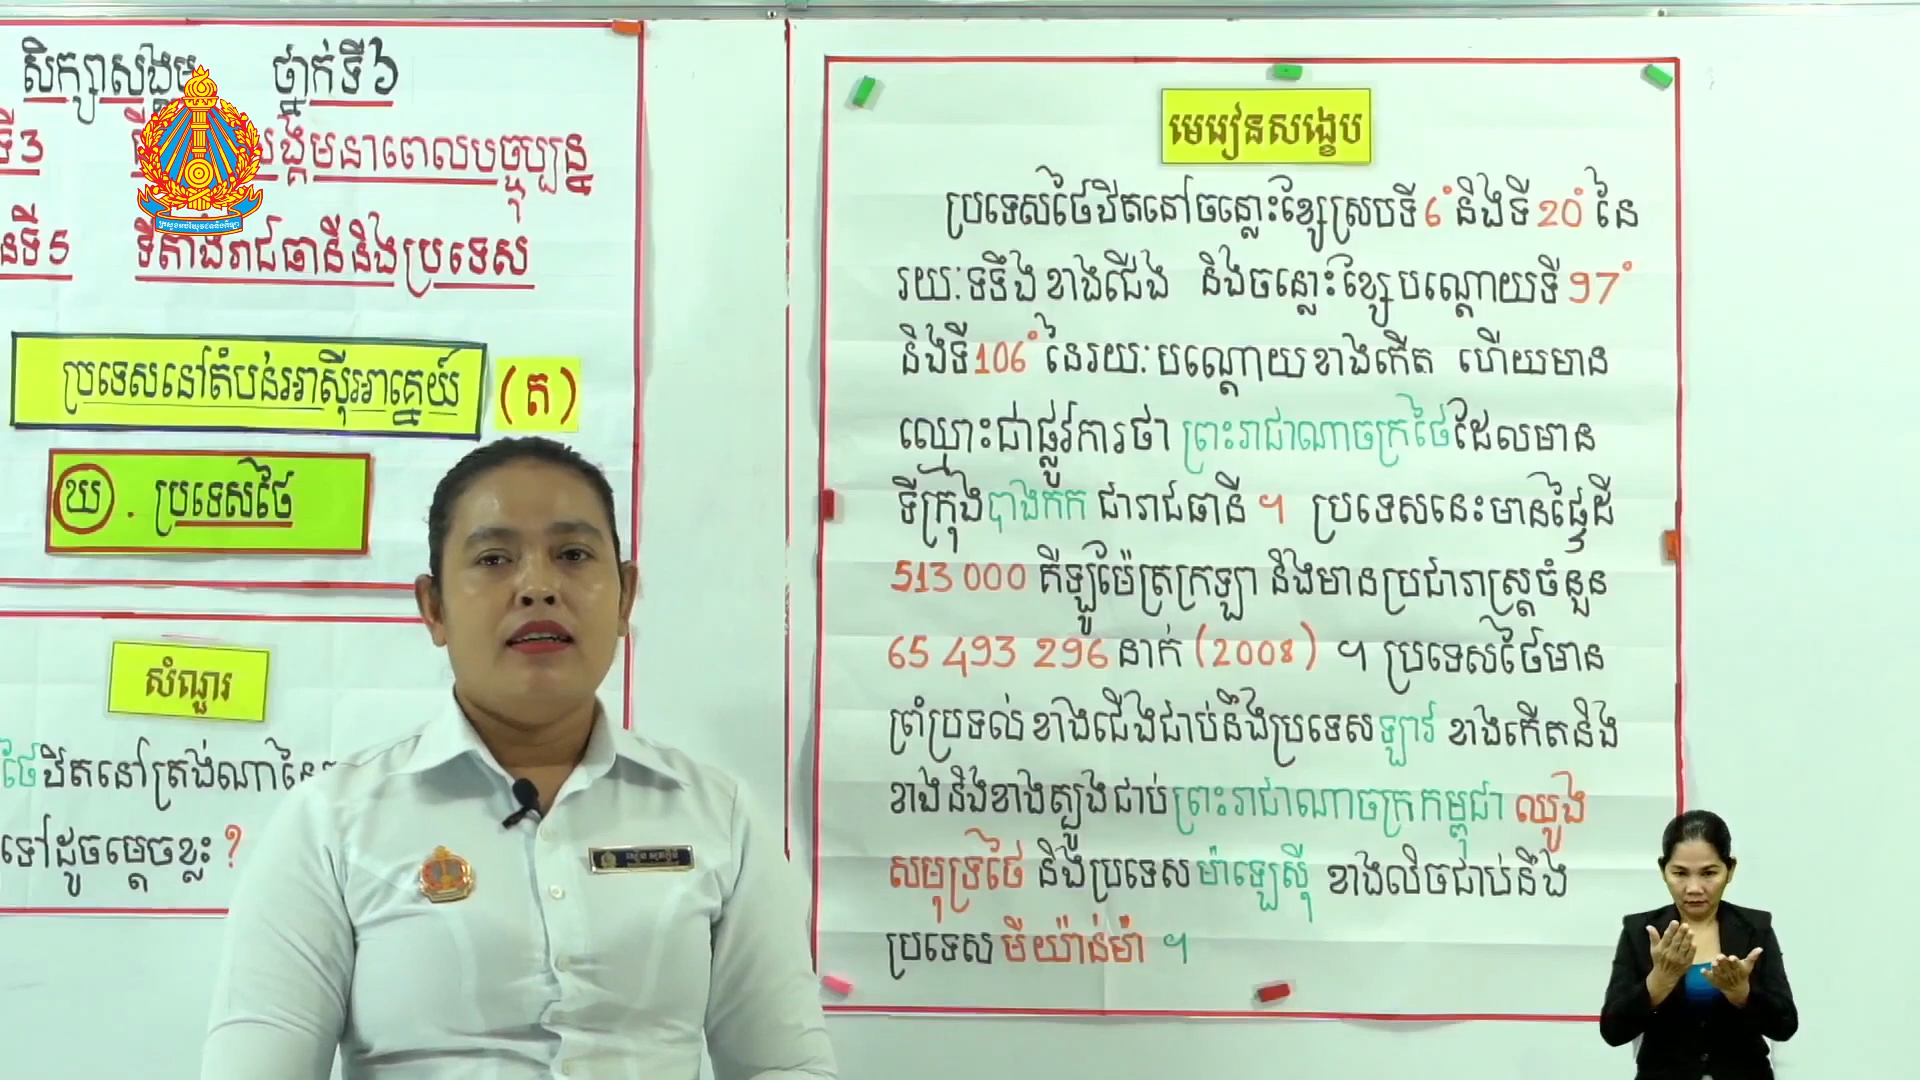 សិក្សាសង្គម ថ្នាក់ទី៦
ទី3 សង្គមនាពេលបច្ចុប្បន្ន
នទី5 ទីតាំងរាជធានីនិងប្រទេស
ប្រទេសនៅតំបន់អាស៊ីអាគ្នេយ៍ (ត)
ឃ. ប្រទេសថៃ
សំណួរ
ថៃឋិតនៅត្រង់ណានៃ
ទៅដូចម្តេចខ្លះ?
មេរៀនសង្ខេប
ប្រទេសថៃឋិតនៅចន្លោះខ្សែស្របទី 6° និងទី 20° នៃ
រយៈទទឹងខាងជើង និងចន្លោះខ្សែបណ្តោយទី 97°
និងទី 106° នៃរយៈបណ្តោយខាងកើត ហើយមាន
ឈ្មោះជាផ្លូវការថា ព្រះរាជាណាចក្រថៃដែលមាន
ទីក្រុងបាងកក ជារាជធានី ។ ប្រទេសនេះមានផ្ទៃដី
513 000 គីឡូម៉ែត្រក្រឡា និងមានប្រជារាស្ត្រចំនួន
65 493 296 នាក់ (2008) ។ ប្រទេសថៃមាន
ព្រំប្រទល់ខាងជើងជាប់នឹងប្រទេសឡាវ ខាងកើតនិង
ខាងនិងខាងត្បូងជាប់ព្រះរាជាណាចក្រកម្ពុជា ឈូង
សមុទ្រថៃ និងប្រទេសម៉ាឡេស៊ី ខាងលិចជាប់នឹង
ប្រទេស មីយ៉ាន់ម៉ា ។